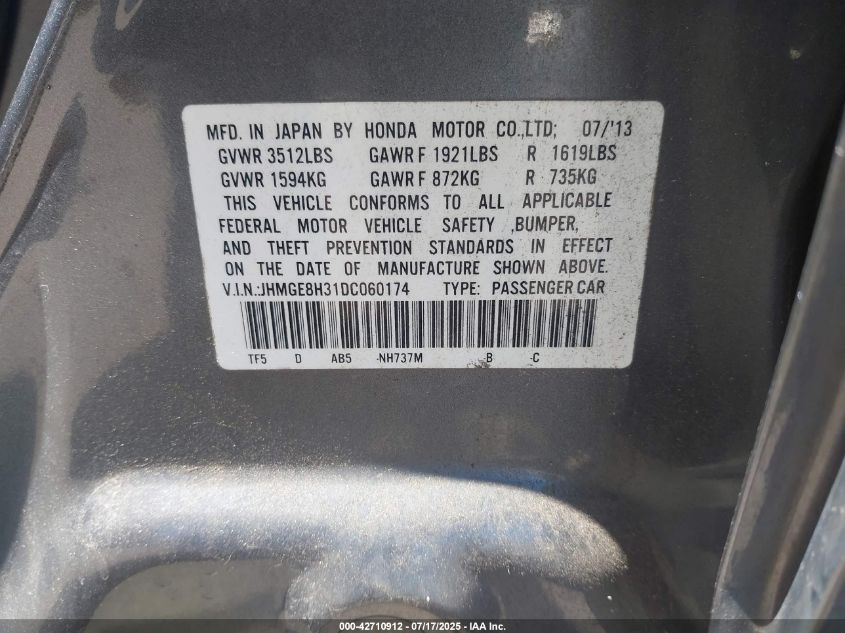 MFD. IN JAPAN BY HONDA MOTOR CO.,LTD; 07/'13
GVWR 3512LBS GAWR F 1921LBS R 1619LBS
GVWR 1594KG GAWR F 872KG R 735KG
THIS VEHICLE CONFORMS TO ALL APPLICABLE
FEDERAL MOTOR VEHICLE SAFETY ,BUMPER,
AND THEFT PREVENTION STANDARDS IN EFFECT
ON THE DATE OF MANUFACTURE SHOWN ABOVE.
V.I.N.:JHMGE8H31DC060174 TYPE: PASSENGER CAR
TF5 D AB5 -NH737M -B -C
000-42710912 - 07/17/2025 - IAA Inc.